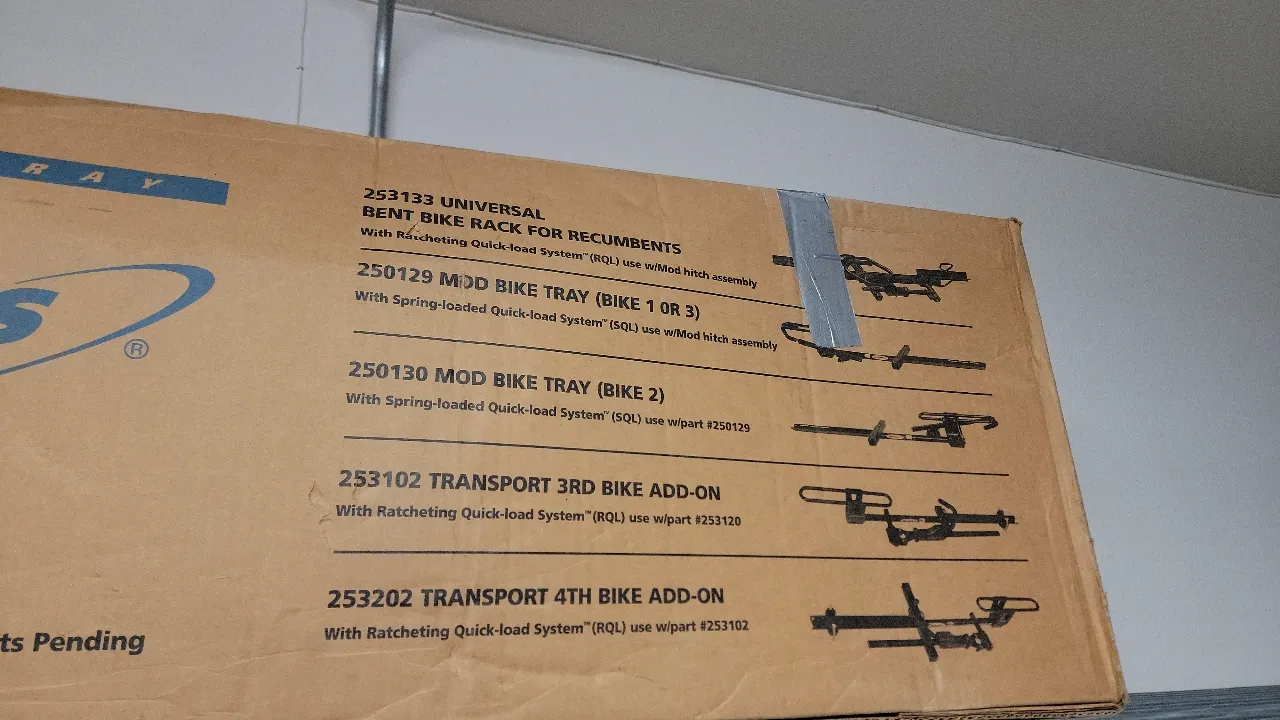 RAY
253133 UNIVERSAL
BENT BIKE RACK FOR RECUMBENTS
With Ratcheting Quick-load System™(RQL) use w/Mod hitch assembly
250129 MOD BIKE TRAY (BIKE 1 OR 3)
With Spring-loaded Quick-load System™(SQL) use w/Mod hitch assembly
S®
250130 MOD BIKE TRAY (BIKE 2)
With Spring-loaded Quick-load System™(SQL) use w/part #250129
253102 TRANSPORT 3RD BIKE ADD-ON
With Ratcheting Quick-load System™(RQL) use w/part #253120
253202 TRANSPORT 4TH BIKE ADD-ON
With Ratcheting Quick-load System™(RQL) use w/part #253102
ts Pending